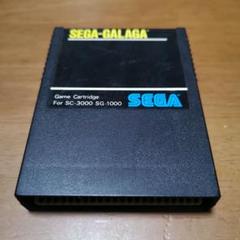 SEGA-GALAGA
Game Cartridge
For SC-3000 SG-1000
SEGA